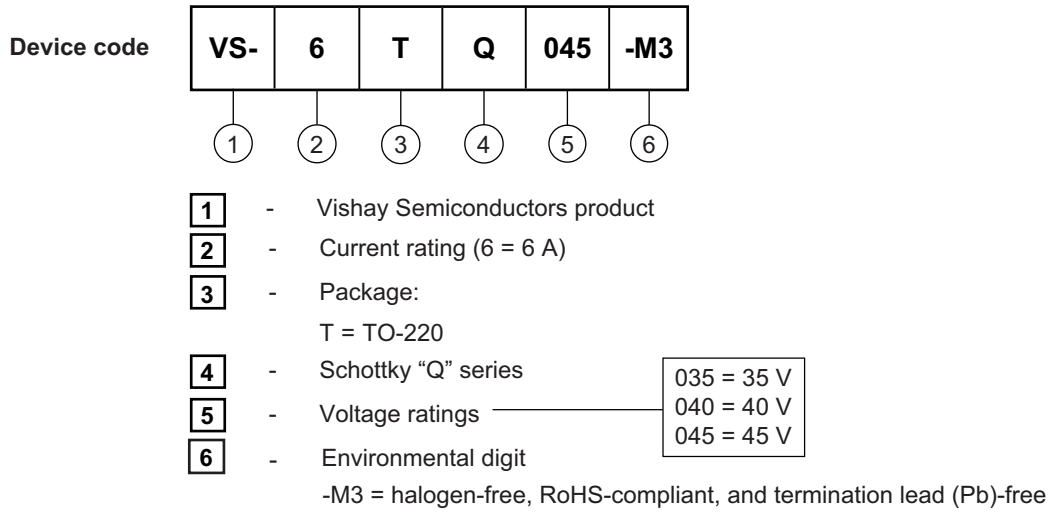 Device code VS- 6 T Q 045 -M3
1 2 3 4 5 6
1 - Vishay Semiconductors product
2 - Current rating (6 = 6 A)
3 - Package:
T = TO-220
4 - Schottky “Q” series
035 = 35 V
5 - Voltage ratings 040 = 40 V
045 = 45 V
6 - Environmental digit
-M3 = halogen-free, RoHS-compliant, and termination lead (Pb)-free